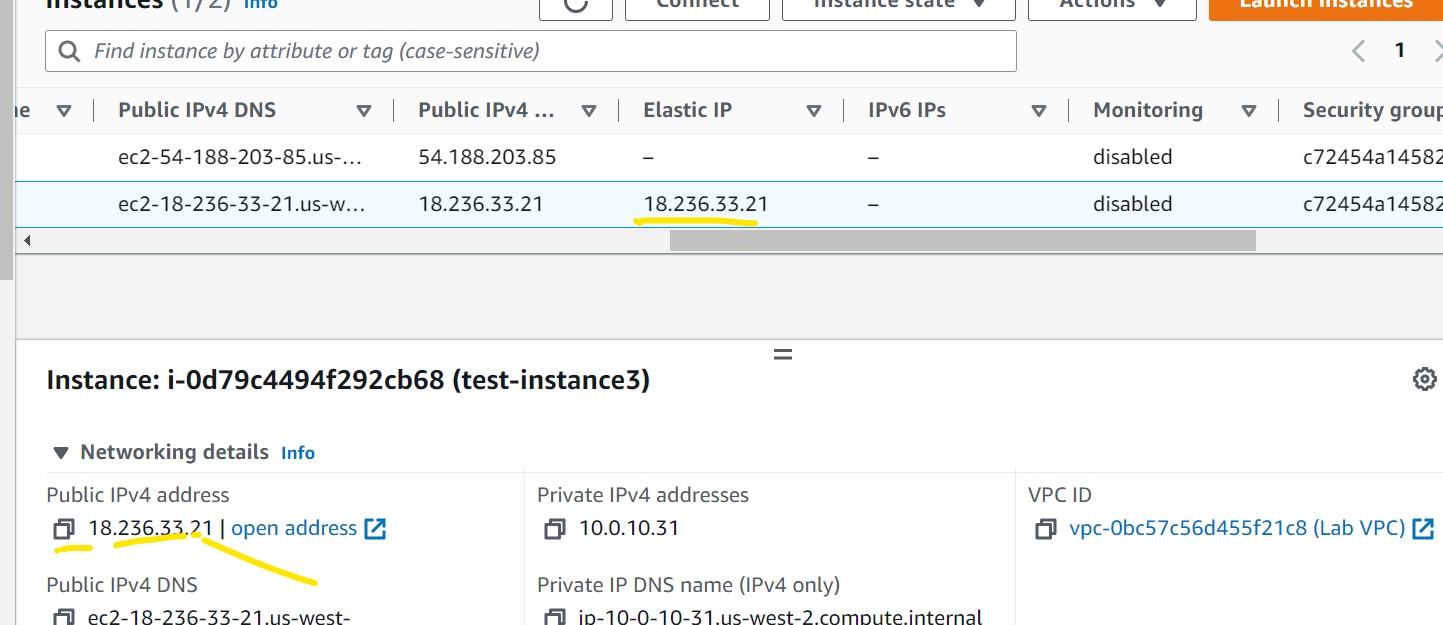 Instances (1/2) Info
Connect Instance state Actions Launch instances
Find instance by attribute or tag (case-sensitive)
1
Public IPv4 DNS Public IPv4 ... Elastic IP IPv6 IPs Monitoring Security group
ec2-54-188-203-85.us-... 54.188.203.85 – – disabled c72454a14582
ec2-18-236-33-21.us-w... 18.236.33.21 18.236.33.21 – disabled c72454a14582
Instance: i-0d79c4494f292cb68 (test-instance3)
Networking details Info
Public IPv4 address Private IPv4 addresses VPC ID
18.236.33.21 | open address 10.0.10.31 vpc-0bc57c56d455f21c8 (Lab VPC)
Public IPv4 DNS Private IP DNS name (IPv4 only)
ec2-18-236-33-21.us-west- ip-10-0-10-31.us-west-2.compute.internal